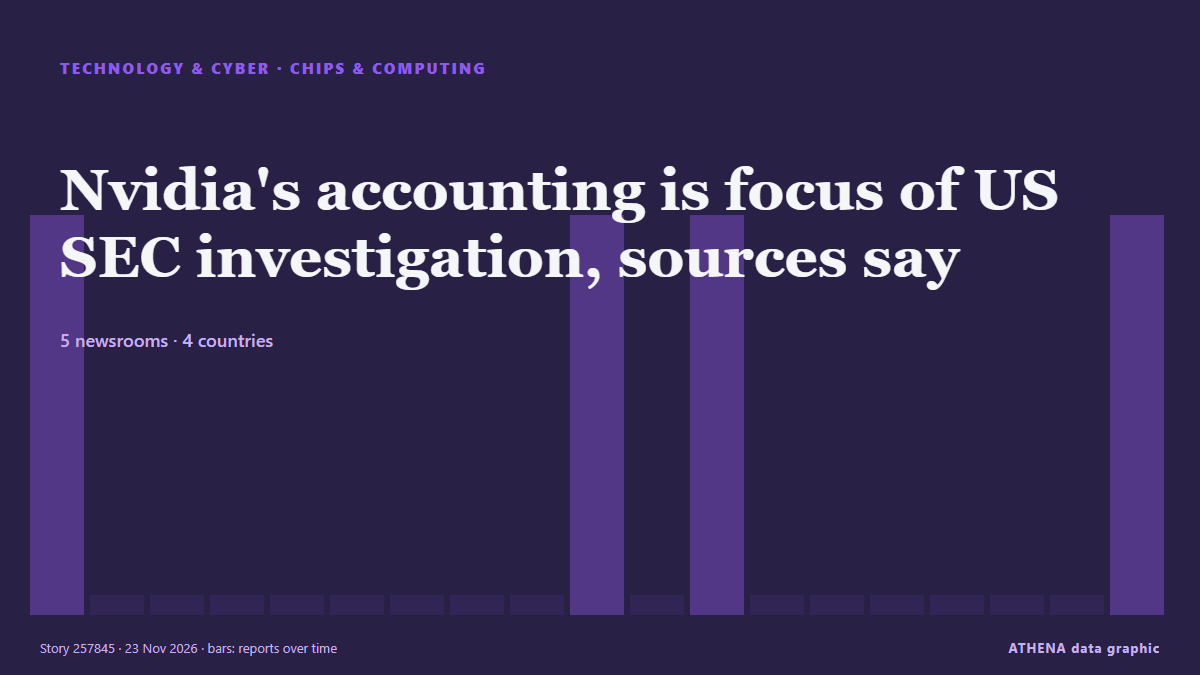 TECHNOLOGY & CYBER · CHIPS & COMPUTING
Nvidia's accounting is focus of US
SEC investigation, sources say
5 newsrooms · 4 countries
Story 257845 · 23 Nov 2026 · bars: reports over time
ATHENA data graphic